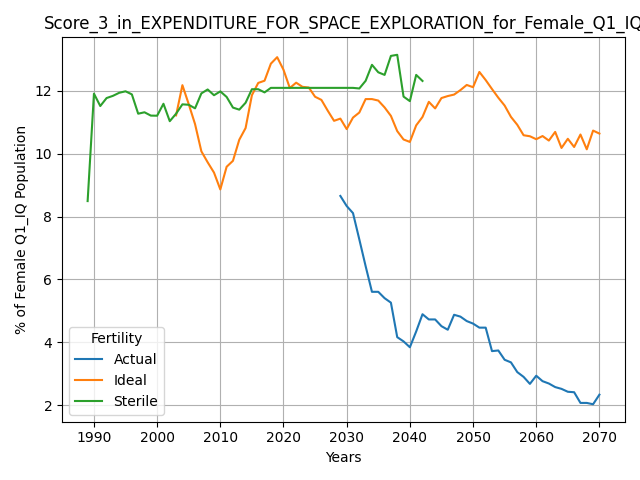 Score_3_in_EXPENDITURE_FOR_SPACE_EXPLORATION_for_Female_Q1_IQ
% of Female Q1_IQ Population
12
10
8
6
4
2
Fertility
Actual
Ideal
Sterile
1990 2000 2010 2020 2030 2040 2050 2060 2070
Years